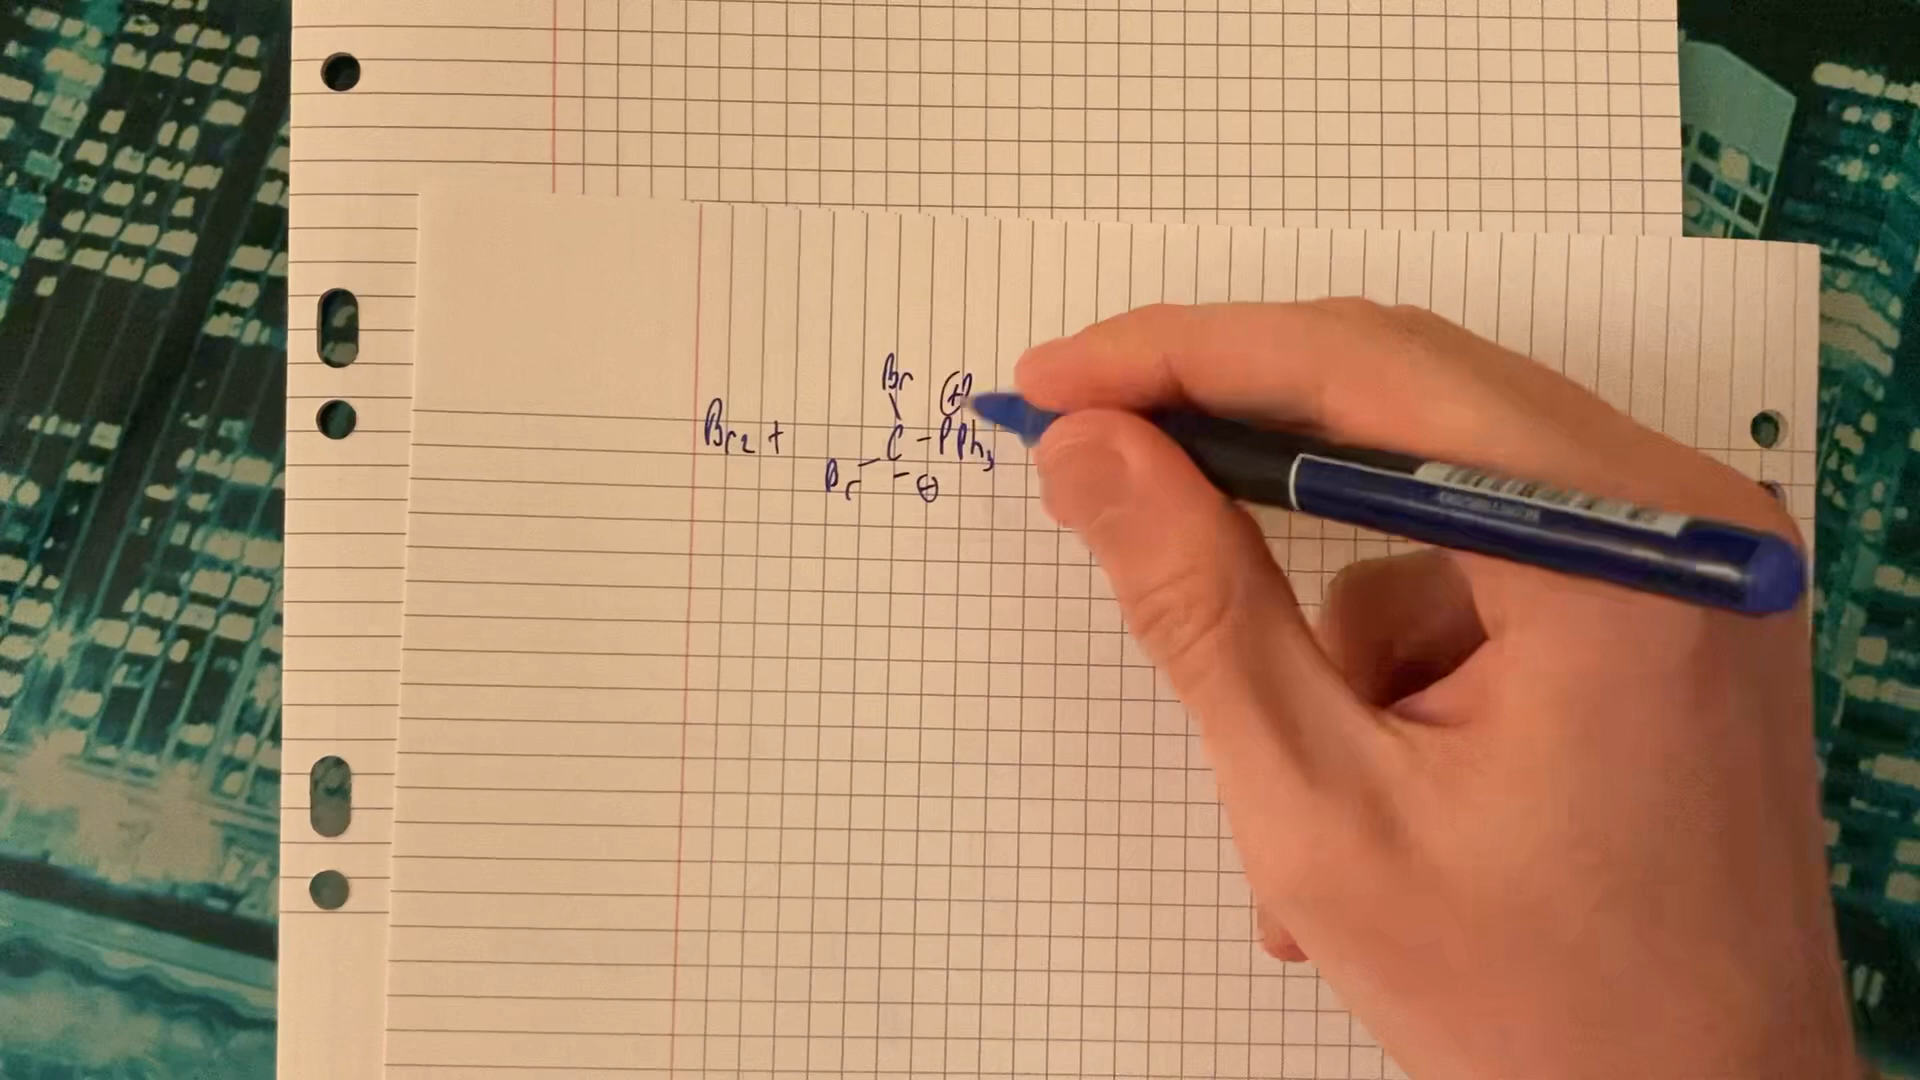 Br ⊕
Br2 + C - PPh3
Br - ⊖